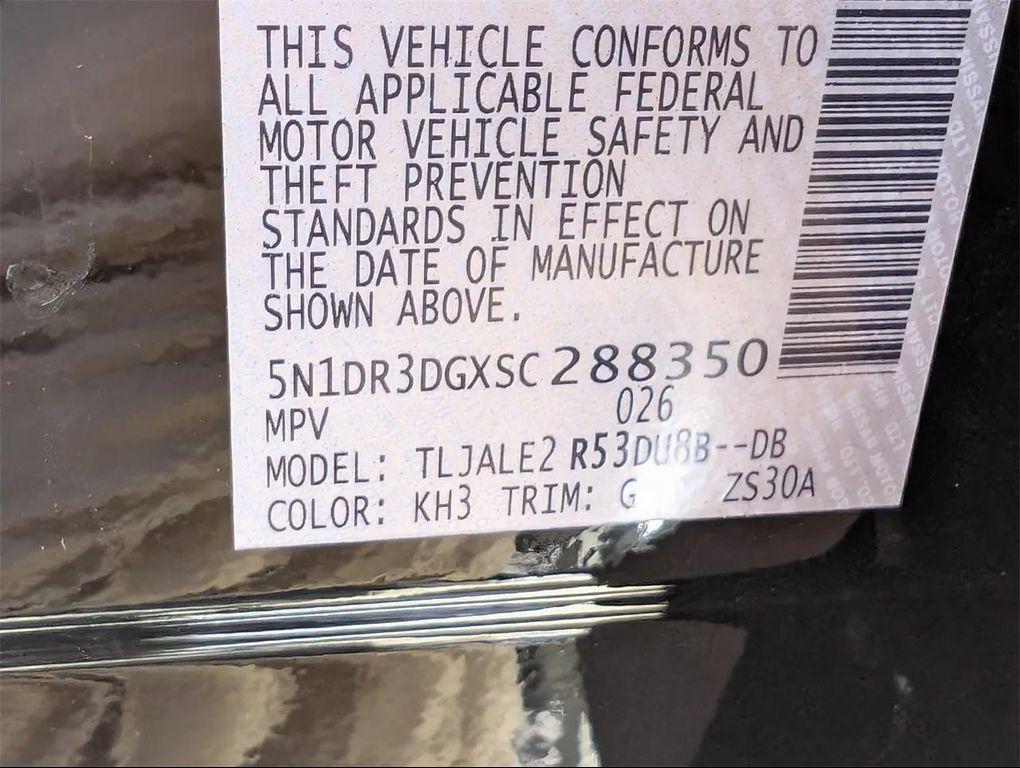 THIS VEHICLE CONFORMS TO
ALL APPLICABLE FEDERAL
MOTOR VEHICLE SAFETY AND
THEFT PREVENTION
STANDARDS IN EFFECT ON
THE DATE OF MANUFACTURE
SHOWN ABOVE.
5N1DR3DGXSC288350
MPV 026
MODEL: TLJALE2 R53DU8B--DB
COLOR: KH3 TRIM: G ZS30A